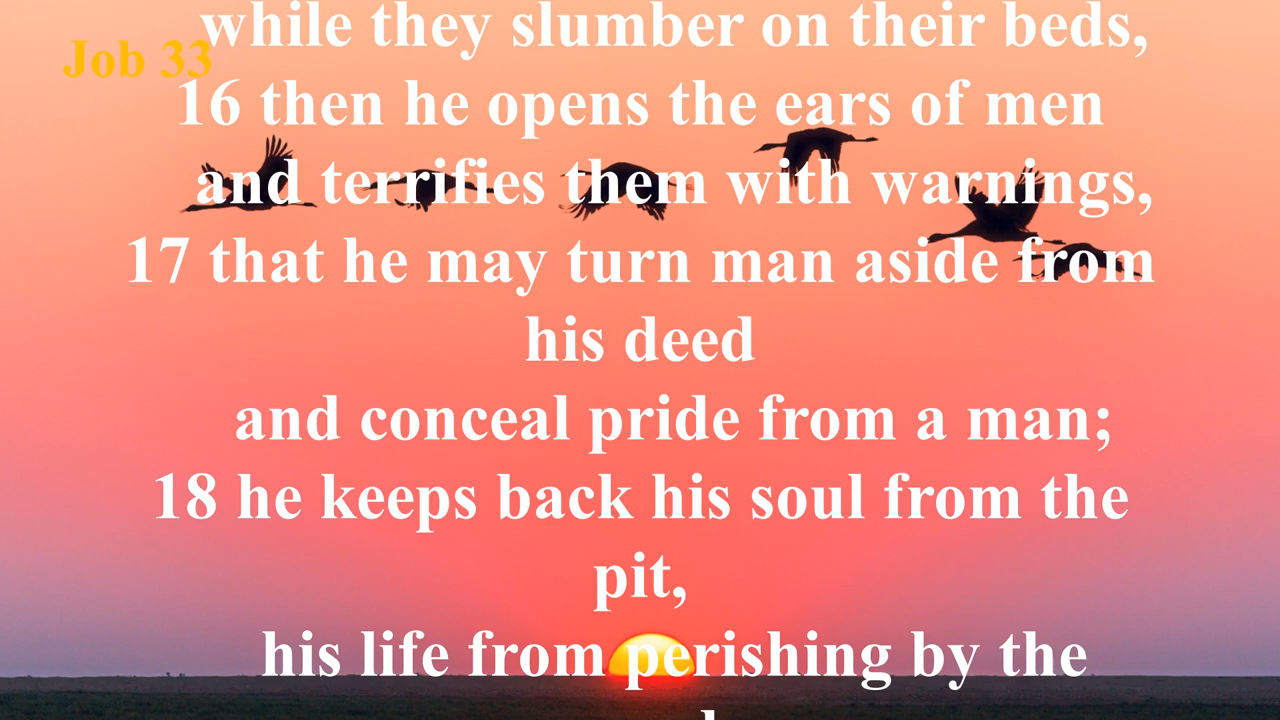 while they slumber on their beds,
Job 33
16 then he opens the ears of men
and terrifies them with warnings,
17 that he may turn man aside from
his deed
and conceal pride from a man;
18 he keeps back his soul from the
pit,
his life from perishing by the